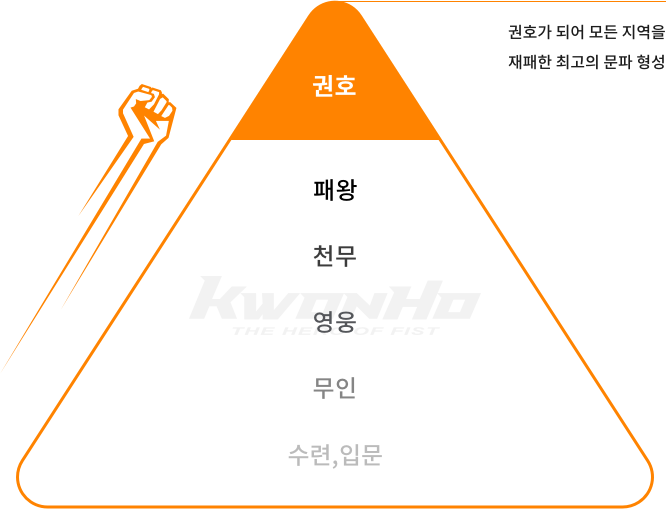 권호가 되어 모든 지역을
재패한 최고의 문파 형성
권호
패왕
천무
KWONHO
영웅
THE HERO OF FIST
무인
수련,입문